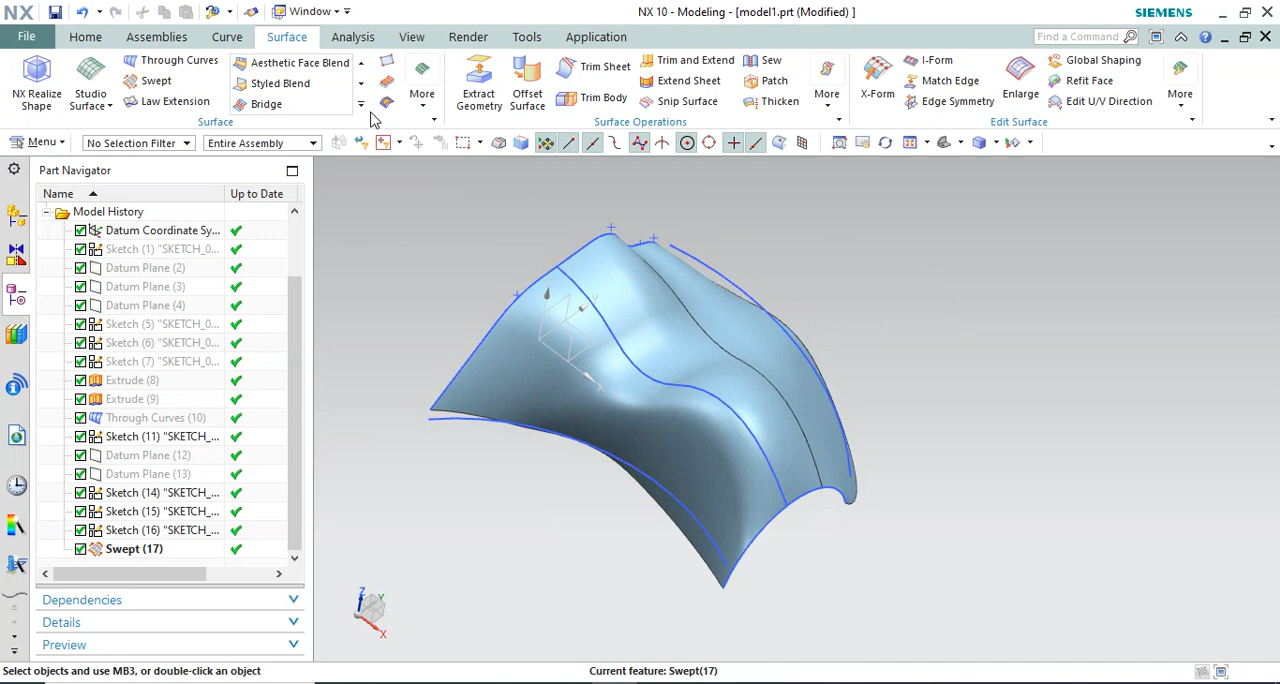 NX
Window
NX 10 - Modeling - [model1.prt (Modified) ]
SIEMENS
File
Home
Assemblies
Curve
Surface
Analysis
View
Render
Tools
Application
Find a Command
NX Realize Shape
Studio Surface
Through Curves
Swept
Law Extension
Aesthetic Face Blend
Styled Blend
Bridge
More
Surface
Extract Geometry
Offset Surface
Trim Sheet
Trim Body
Trim and Extend
Extend Sheet
Snip Surface
Sew
Patch
Thicken
More
Surface Operations
X-Form
I-Form
Match Edge
Edge Symmetry
Enlarge
Global Shaping
Refit Face
Edit U/V Direction
More
Edit Surface
Menu
No Selection Filter
Entire Assembly
Part Navigator
Name
Up to Date
Model History
Datum Coordinate Sy...
Sketch (1) "SKETCH_0...
Datum Plane (2)
Datum Plane (3)
Datum Plane (4)
Sketch (5) "SKETCH_0...
Sketch (6) "SKETCH_0...
Sketch (7) "SKETCH_0...
Extrude (8)
Extrude (9)
Through Curves (10)
Sketch (11) "SKETCH_...
Datum Plane (12)
Datum Plane (13)
Sketch (14) "SKETCH_...
Sketch (15) "SKETCH_...
Sketch (16) "SKETCH_...
Swept (17)
Dependencies
Details
Preview
Y
X
Z
Y
X
Select objects and use MB3, or double-click an object
Current feature: Swept(17)